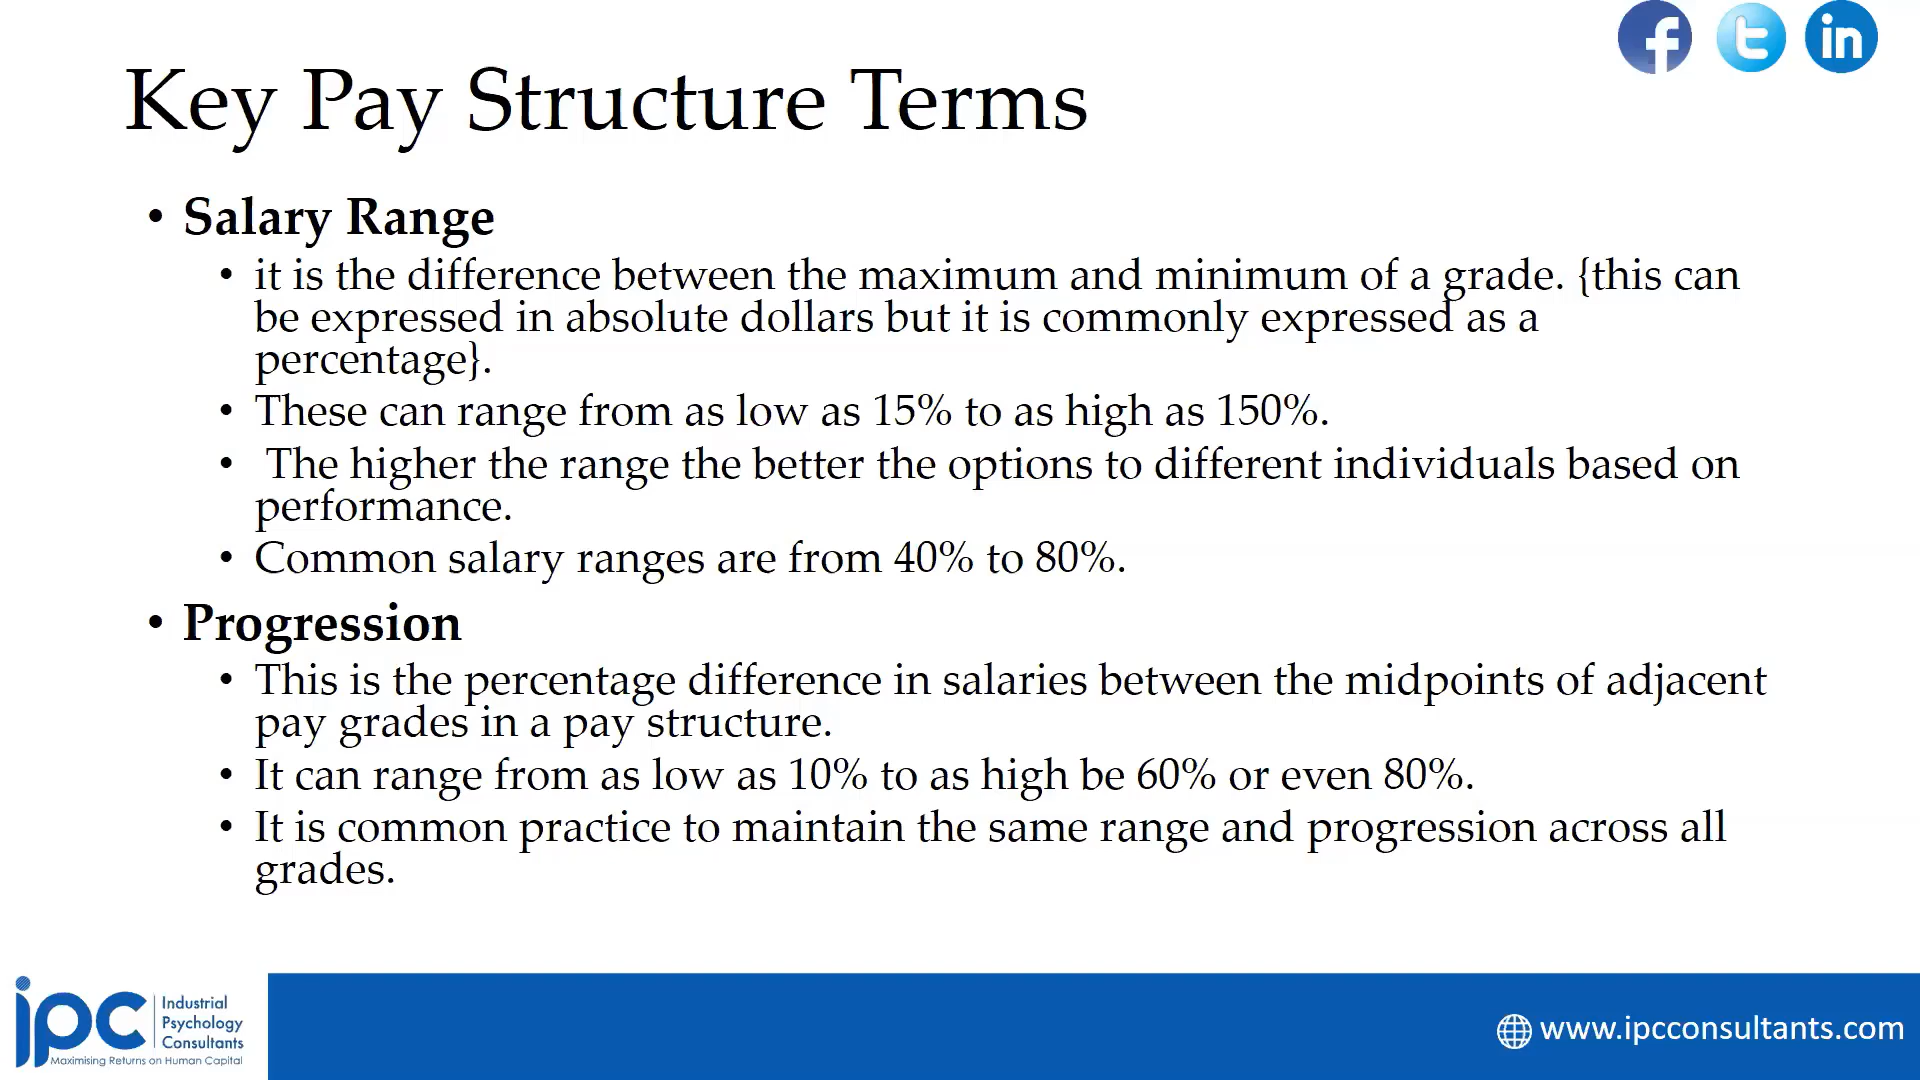 Key Pay Structure Terms
• Salary Range
• it is the difference between the maximum and minimum of a grade. {this can
be expressed in absolute dollars but it is commonly expressed as a
percentage}.
• These can range from as low as 15% to as high as 150%.
• The higher the range the better the options to different individuals based on
performance.
• Common salary ranges are from 40% to 80%.
• Progression
• This is the percentage difference in salaries between the midpoints of adjacent
pay grades in a pay structure.
• It can range from as low as 10% to as high be 60% or even 80%.
• It is common practice to maintain the same range and progression across all
grades.
ipc
Industrial
Psychology
Consultants
Maximising Returns on Human Capital
www.ipcconsultants.com